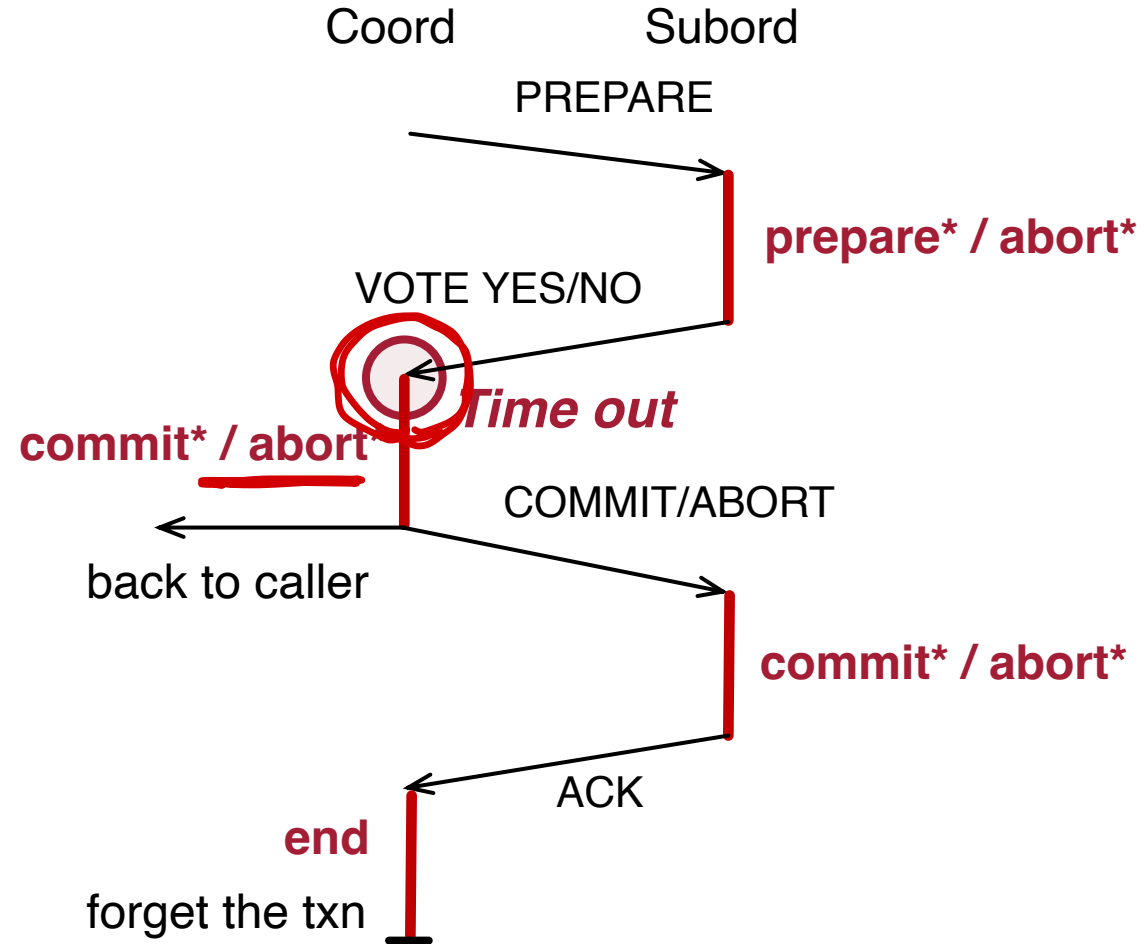 Coord Subord
PREPARE
prepare* / abort*
VOTE YES/NO
Time out
commit* / abort*
COMMIT/ABORT
back to caller
commit* / abort*
ACK
end
forget the txn